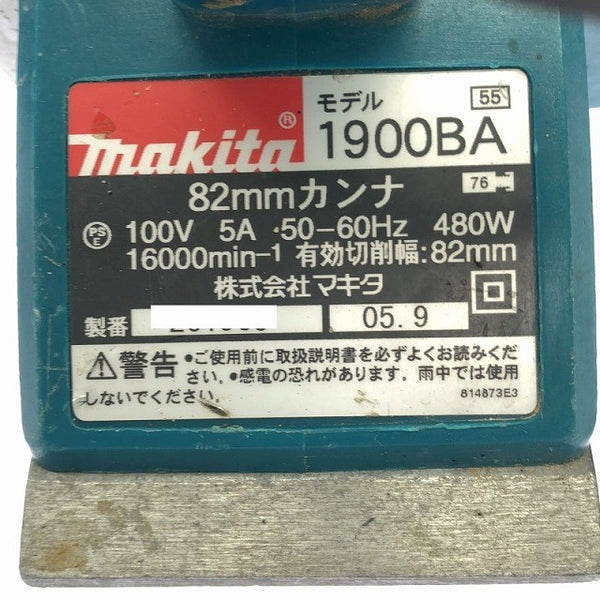 makita®
モデル
55
1900BA
82mmカンナ
76
PSE 100V 5A ·50-60Hz 480W
16000min-1 有効切削幅:82mm
株式会社 マキタ
製番
05.9
⚠警告 •ご使用前に取扱説明書を必ずよくお読みくだ
さい。•感電の恐れがあります。雨中では使用
しないでください。
814873E3